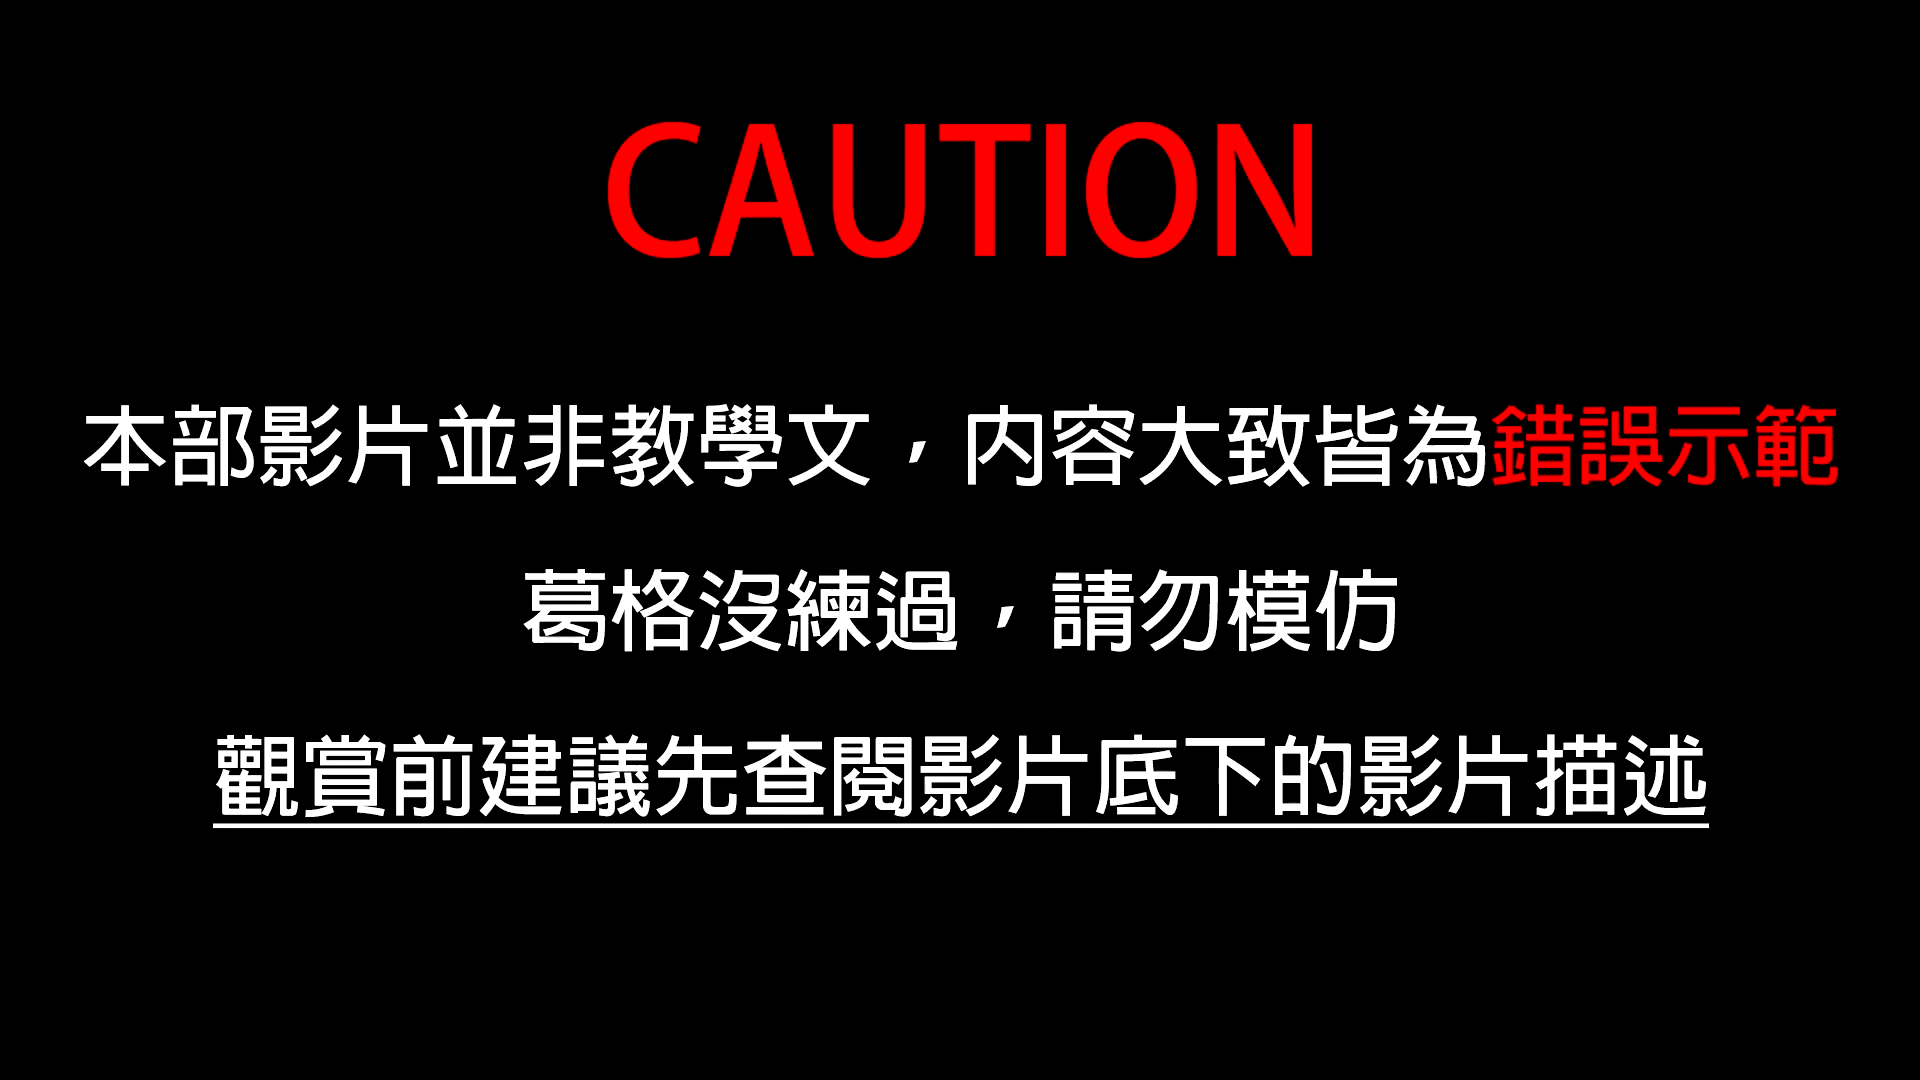 CAUTION
本部影片並非教學文，内容大致皆為錯誤示範
葛格沒練過，請勿模仿
觀賞前建議先查閱影片底下的影片描述